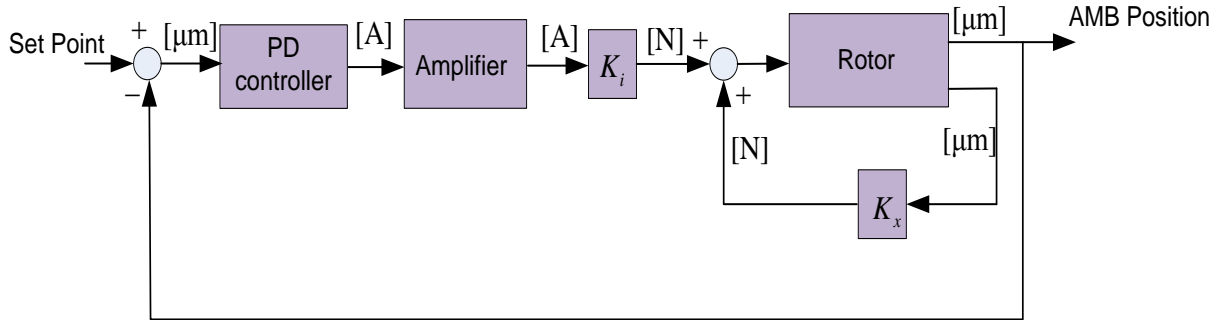 Set Point
+
−
[μm]
PD
controller
[A]
Amplifier
[A]
K_i
[N]
+
+
Rotor
[μm]
AMB Position
[μm]
[N]
K_x